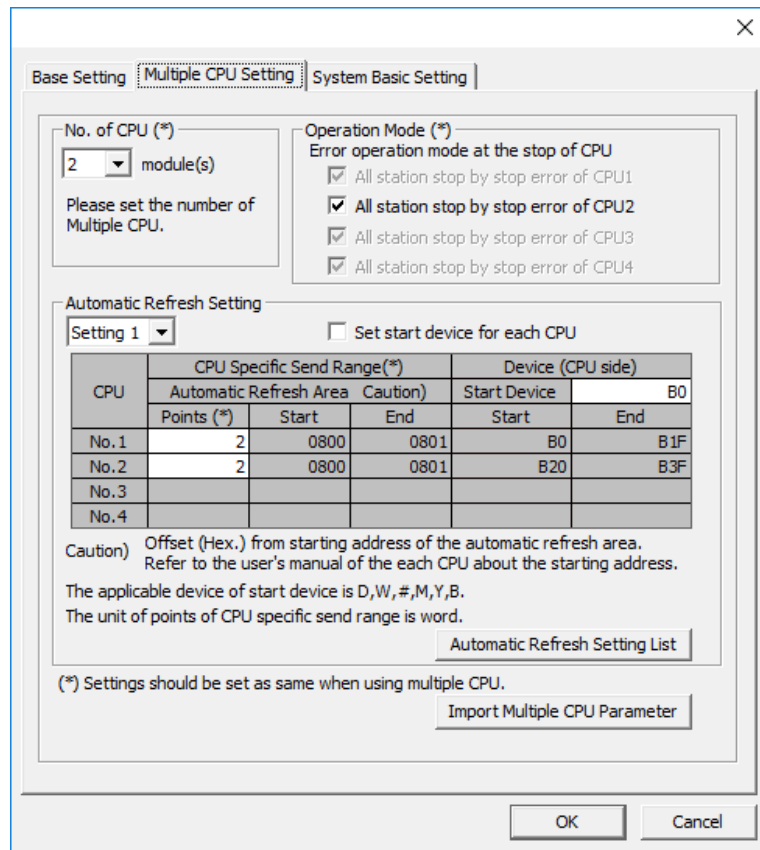 Base Setting Multiple CPU Setting System Basic Setting
No. of CPU (*)
2 module(s)
Please set the number of
Multiple CPU.
Operation Mode (*)
Error operation mode at the stop of CPU
All station stop by stop error of CPU1
All station stop by stop error of CPU2
All station stop by stop error of CPU3
All station stop by stop error of CPU4
Automatic Refresh Setting
Setting 1 Set start device for each CPU
CPU CPU Specific Send Range(*) Device (CPU side)
Automatic Refresh Area Caution) Start Device B0
Points (*) Start End Start End
No.1 2 0800 0801 B0 B1F
No.2 2 0800 0801 B20 B3F
No.3
No.4
Caution) Offset (Hex.) from starting address of the automatic refresh area.
Refer to the user's manual of the each CPU about the starting address.
The applicable device of start device is D,W,#,M,Y,B.
The unit of points of CPU specific send range is word.
Automatic Refresh Setting List
(*) Settings should be set as same when using multiple CPU.
Import Multiple CPU Parameter
OK Cancel